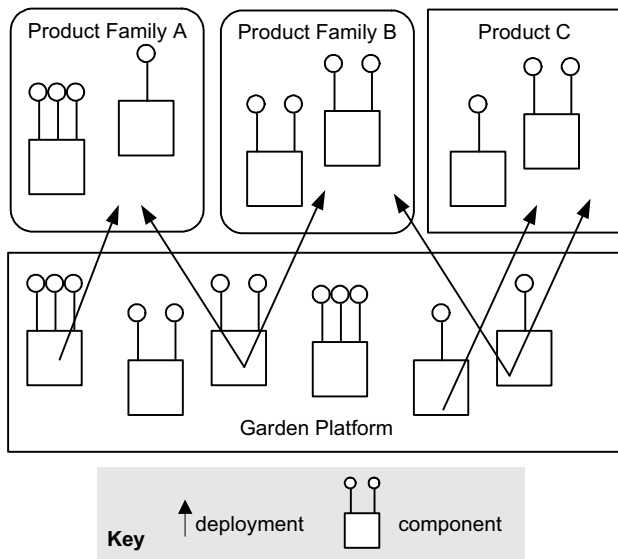 Product Family A
Product Family B
Product C
Garden Platform
Key
deployment
component